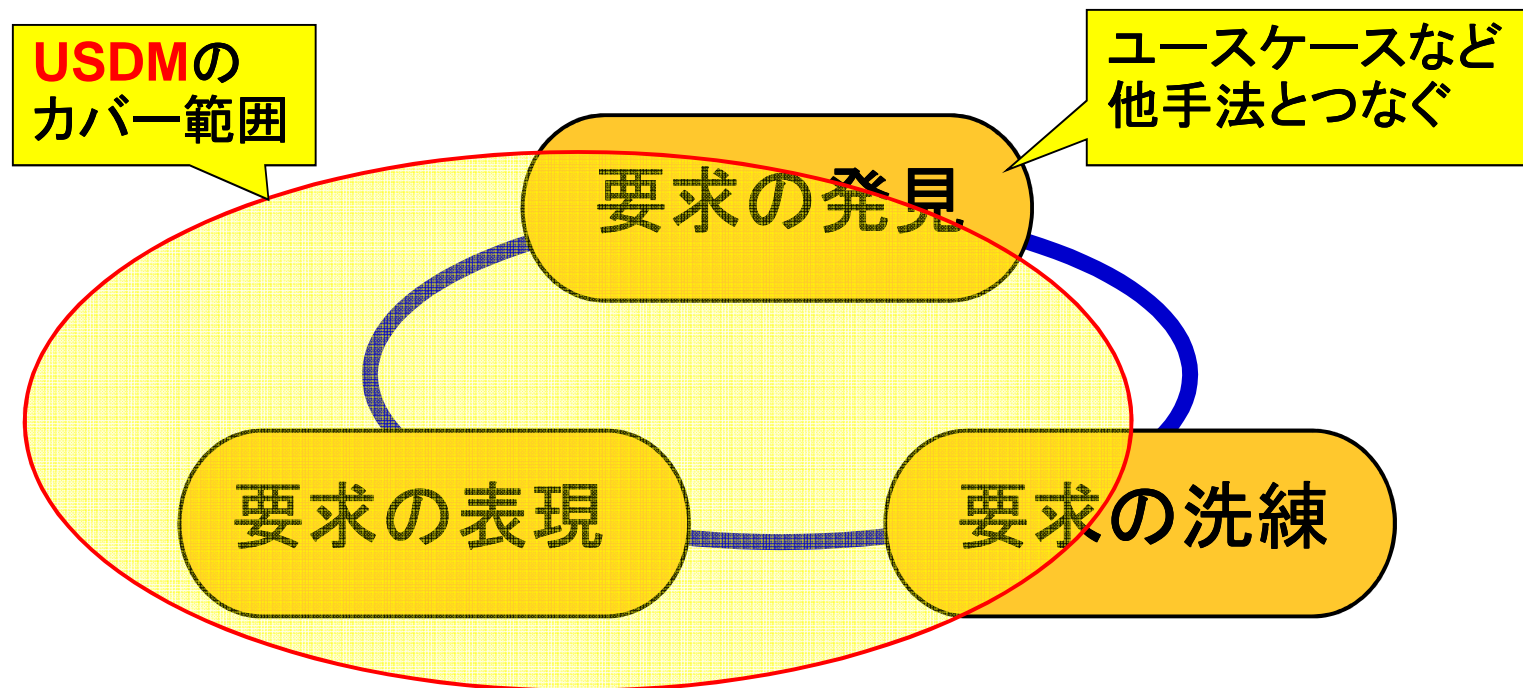 USDMの
カバー範囲
ユースケースなど
他手法とつなぐ
要求の発見
要求の表現
要求の洗練